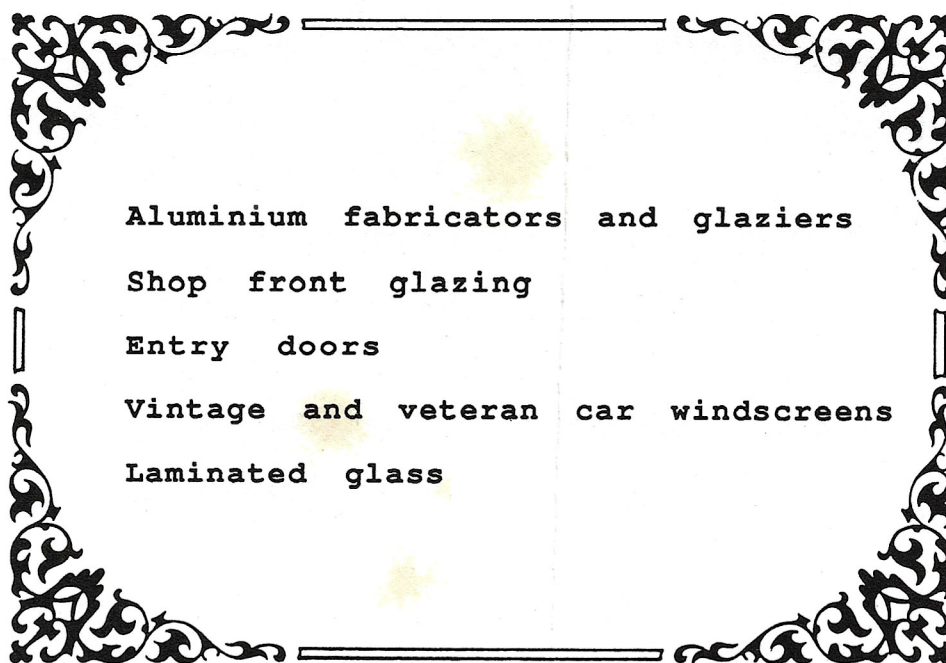 Aluminium fabricators and glaziers
Shop front glazing
Entry doors
Vintage and veteran car windscreens
Laminated glass